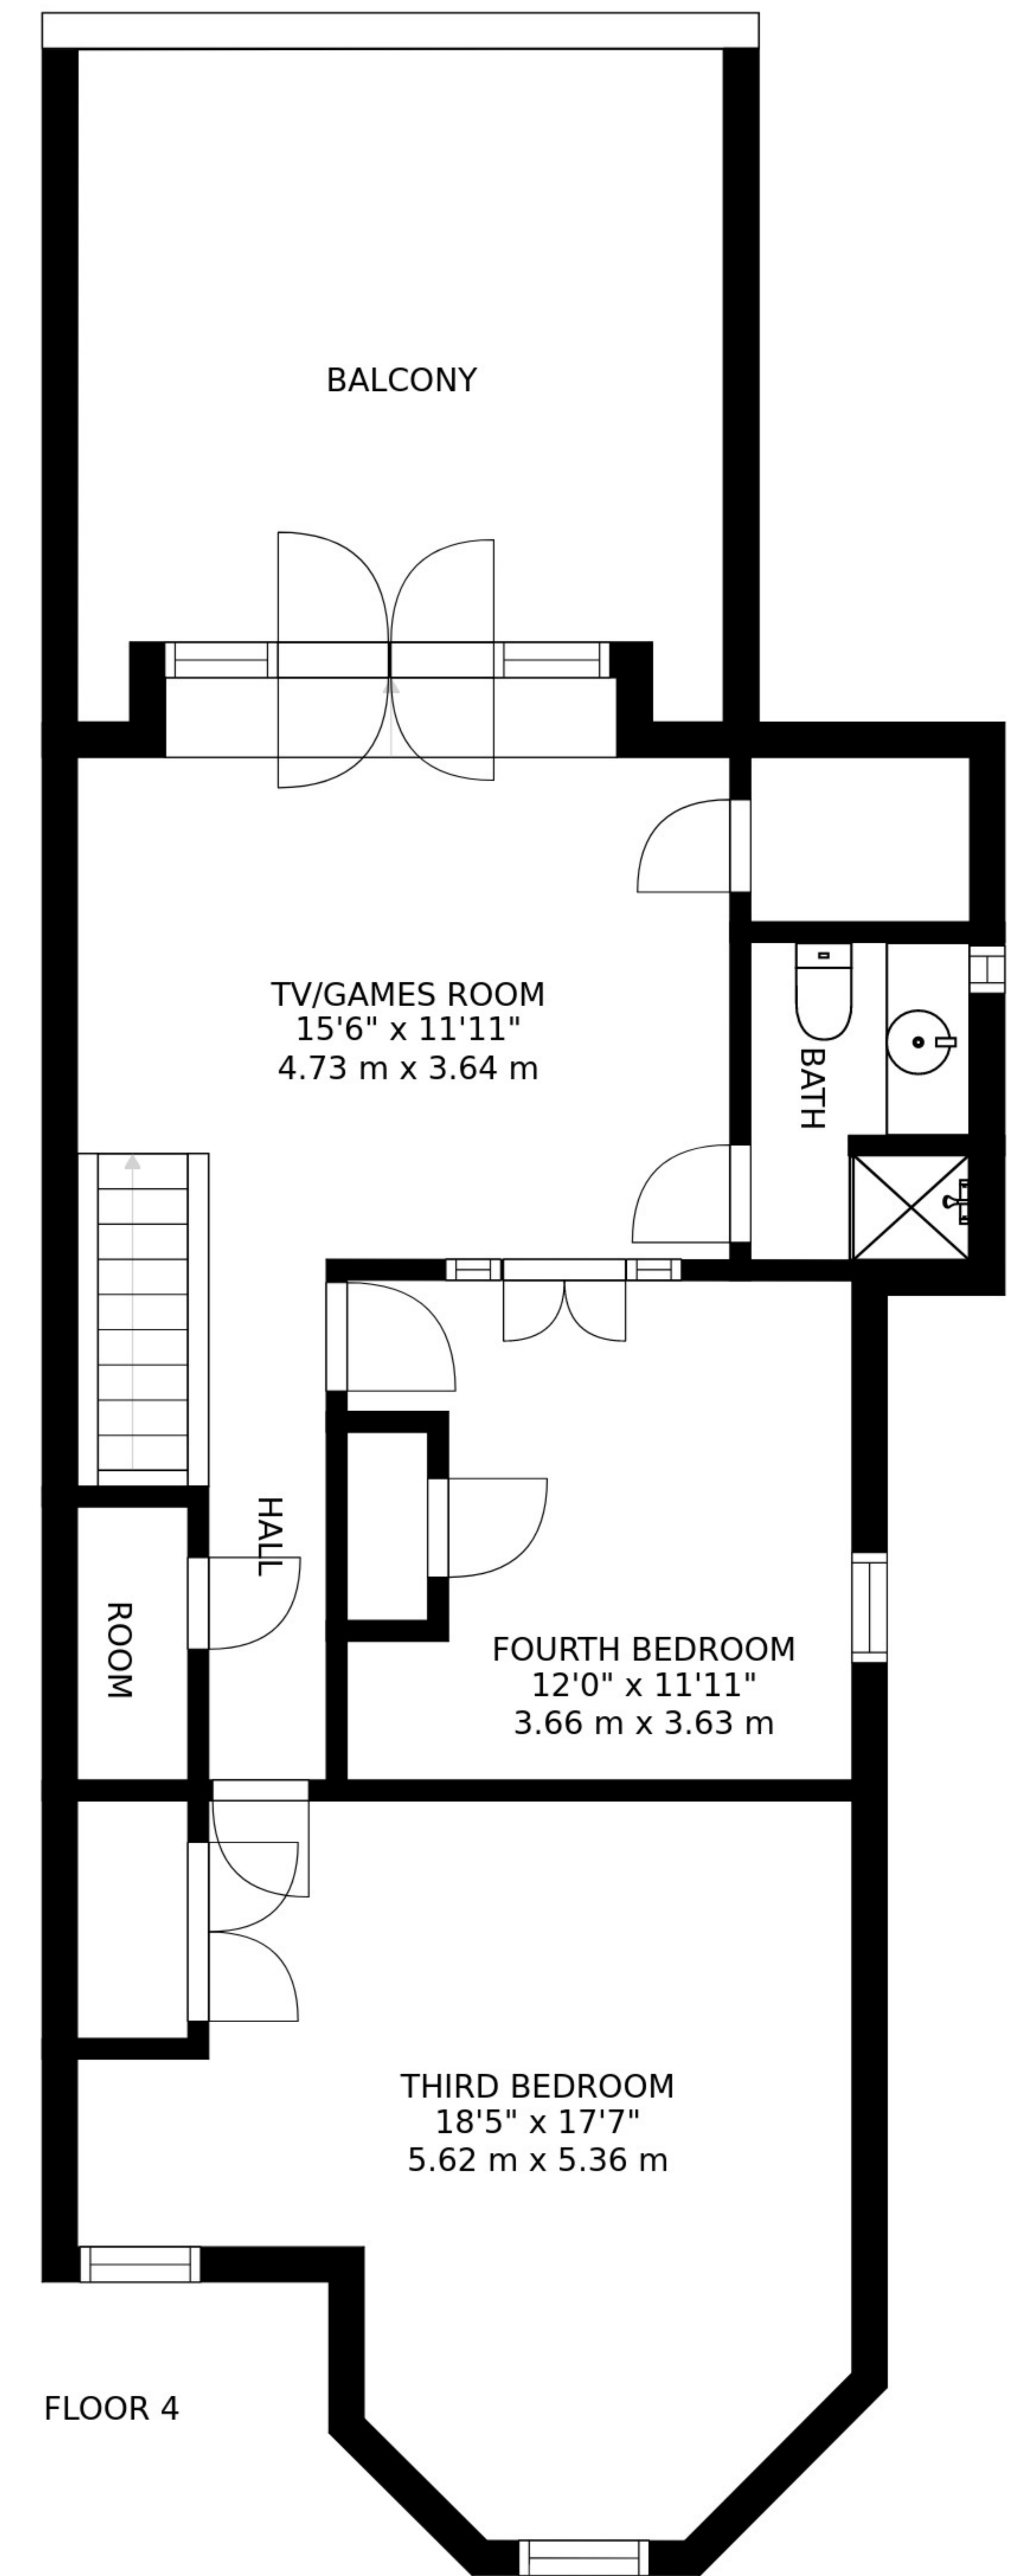 BALCONY
TV/GAMES ROOM
15'6" x 11'11"
4.73 m x 3.64 m
BATH
HALL
ROOM
FOURTH BEDROOM
12'0" x 11'11"
3.66 m x 3.63 m
THIRD BEDROOM
18'5" x 17'7"
5.62 m x 5.36 m
FLOOR 4